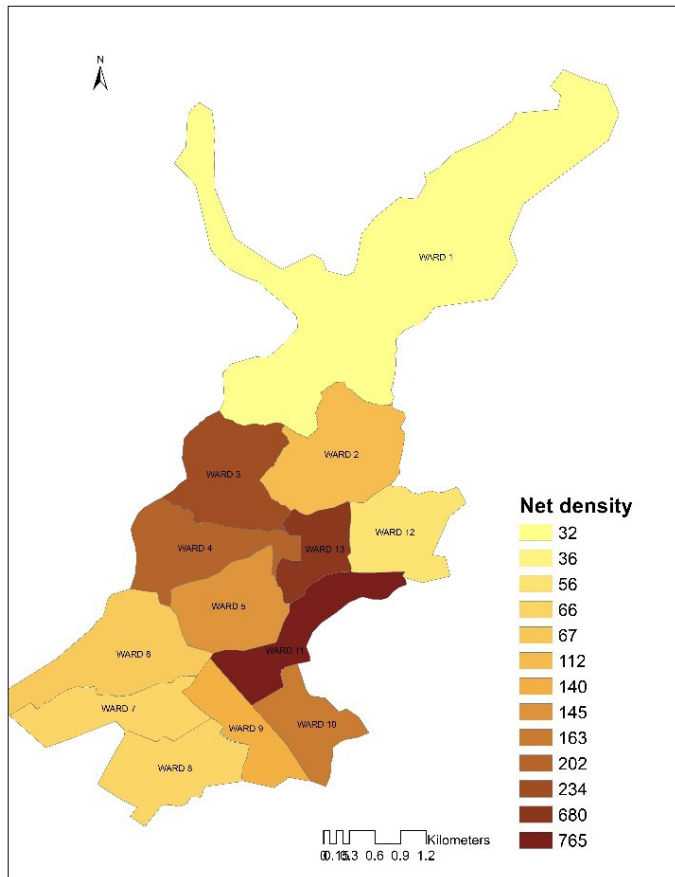 N
WARD 1
WARD 2
WARD 3
WARD 12
WARD 4
WARD 13
WARD 5
WARD 11
WARD 6
WARD 7
WARD 10
WARD 9
WARD 8
Net density
32
36
56
66
67
112
140
145
163
202
234
680
765
Kilometers
0.6 0.9 1.2